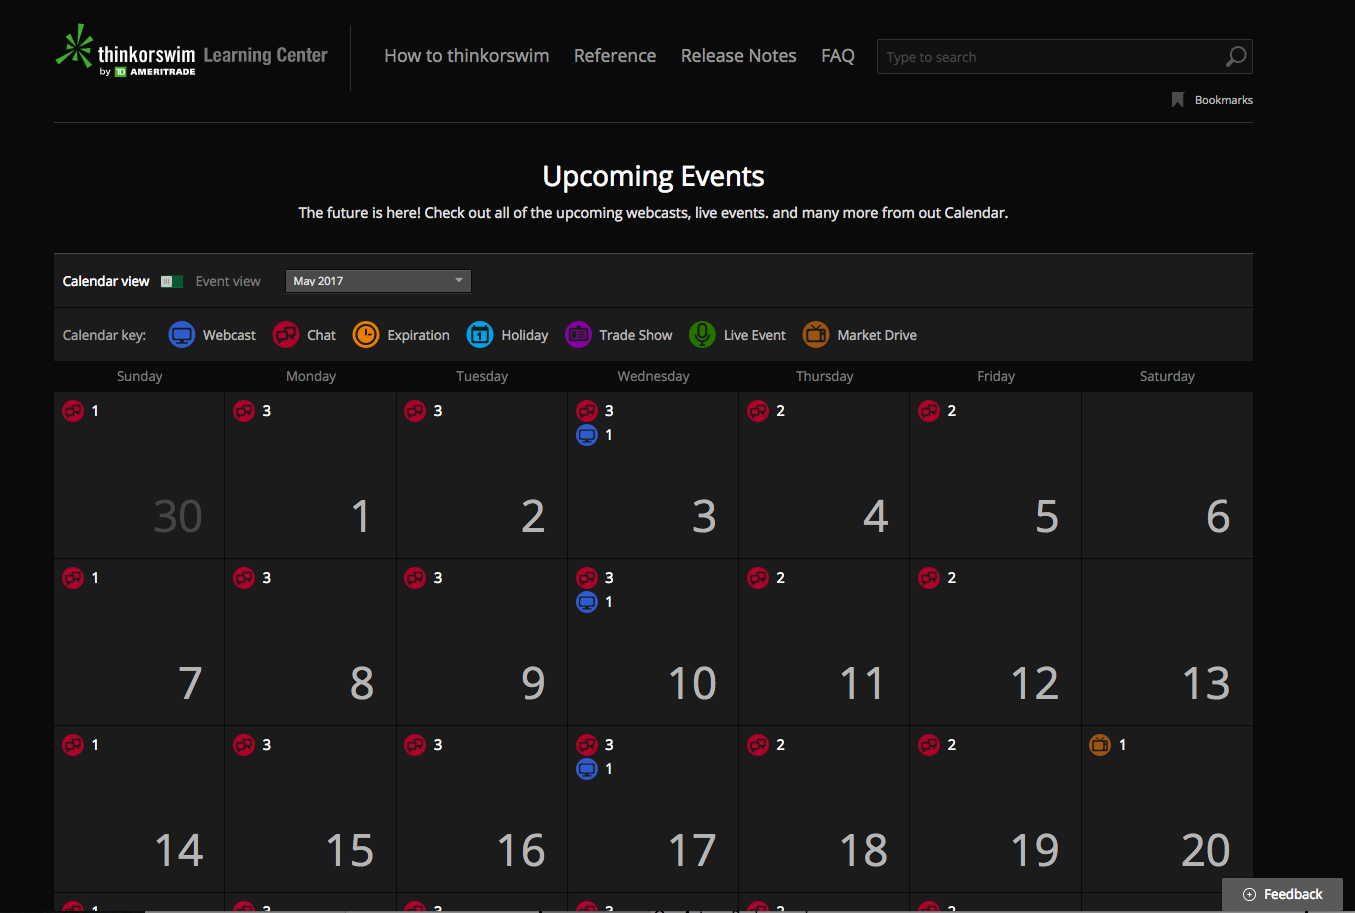 thinkorswim Learning Center
by TD AMERITRADE
How to thinkorswim Reference Release Notes FAQ Type to search
Bookmarks
Upcoming Events
The future is here! Check out all of the upcoming webcasts, live events. and many more from out Calendar.
Calendar view Event view May 2017
Calendar key: Webcast Chat Expiration 1 Holiday Trade Show Live Event Market Drive
Sunday Monday Tuesday Wednesday Thursday Friday Saturday
1 3 3 3 2 2
1
30 1 2 3 4 5 6
1 3 3 3 2 2
1
7 8 9 10 11 12 13
1 3 3 3 2 2 1
1
14 15 16 17 18 19 20
Feedback